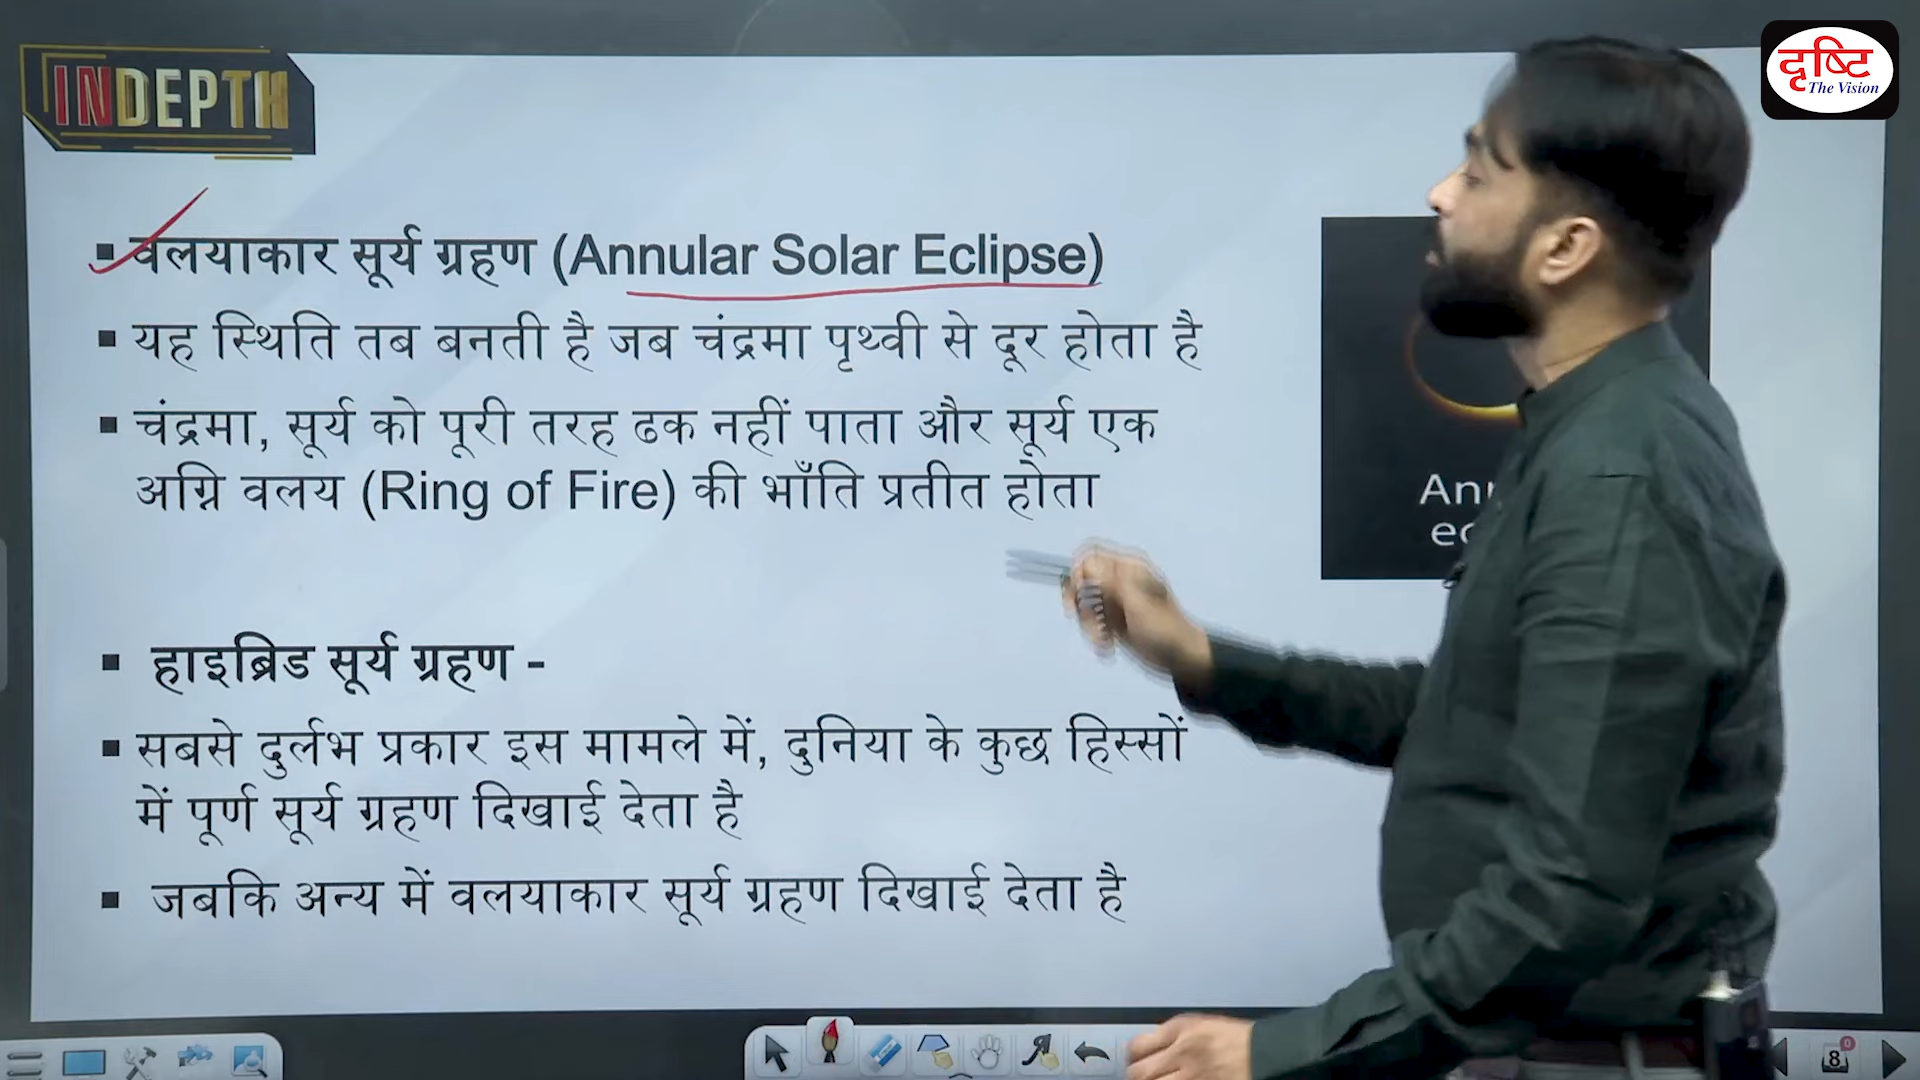 INDEPTH
दृष्टि
The Vision
वलयाकार सूर्य ग्रहण (Annular Solar Eclipse)
यह स्थिति तब बनती है जब चंद्रमा पृथ्वी से दूर होता है
चंद्रमा, सूर्य को पूरी तरह ढक नहीं पाता और सूर्य एक
अग्नि वलय (Ring of Fire) की भाँति प्रतीत होता
हाइब्रिड सूर्य ग्रहण -
सबसे दुर्लभ प्रकार इस मामले में, दुनिया के कुछ हिस्सों
में पूर्ण सूर्य ग्रहण दिखाई देता है
जबकि अन्य में वलयाकार सूर्य ग्रहण दिखाई देता है
8
0